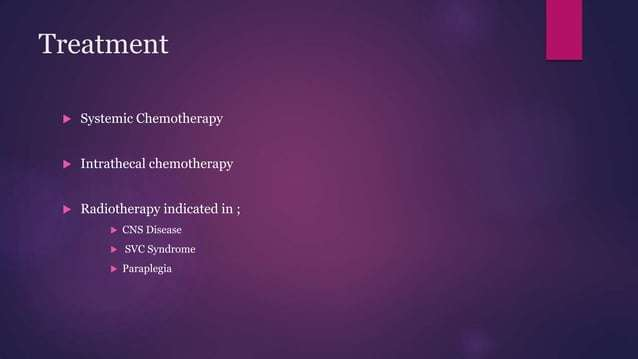 Treatment
Systemic Chemotherapy
Intrathecal chemotherapy
Radiotherapy indicated in ;
CNS Disease
SVC Syndrome
Paraplegia